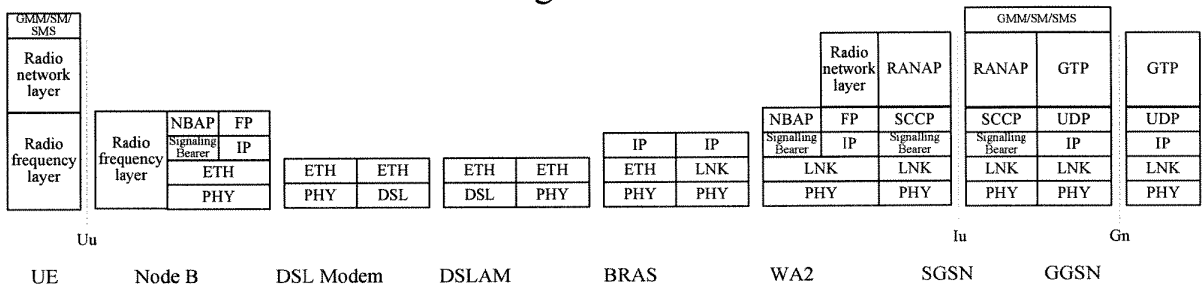 GMM/SM/
SMS
GMM/SM/SMS
Radio
network
layer
Radio
network
layer
RANAP
RANAP
GTP
GTP
Radio
frequency
layer
Radio
frequency
layer
NBAP
FP
Signaling
Bearer
IP
ETH
PHY
ETH
ETH
PHY
DSL
ETH
ETH
DSL
PHY
IP
IP
ETH
LNK
PHY
PHY
NBAP
FP
SCCP
Signalling
Bearer
IP
Signalling
Bearer
LNK
LNK
PHY
PHY
SCCP
UDP
Signalling
Bearer
IP
LNK
LNK
PHY
PHY
UDP
IP
LNK
PHY
Uu
Iu
Gn
UE
Node B
DSL Modem
DSLAM
BRAS
WA2
SGSN
GGSN